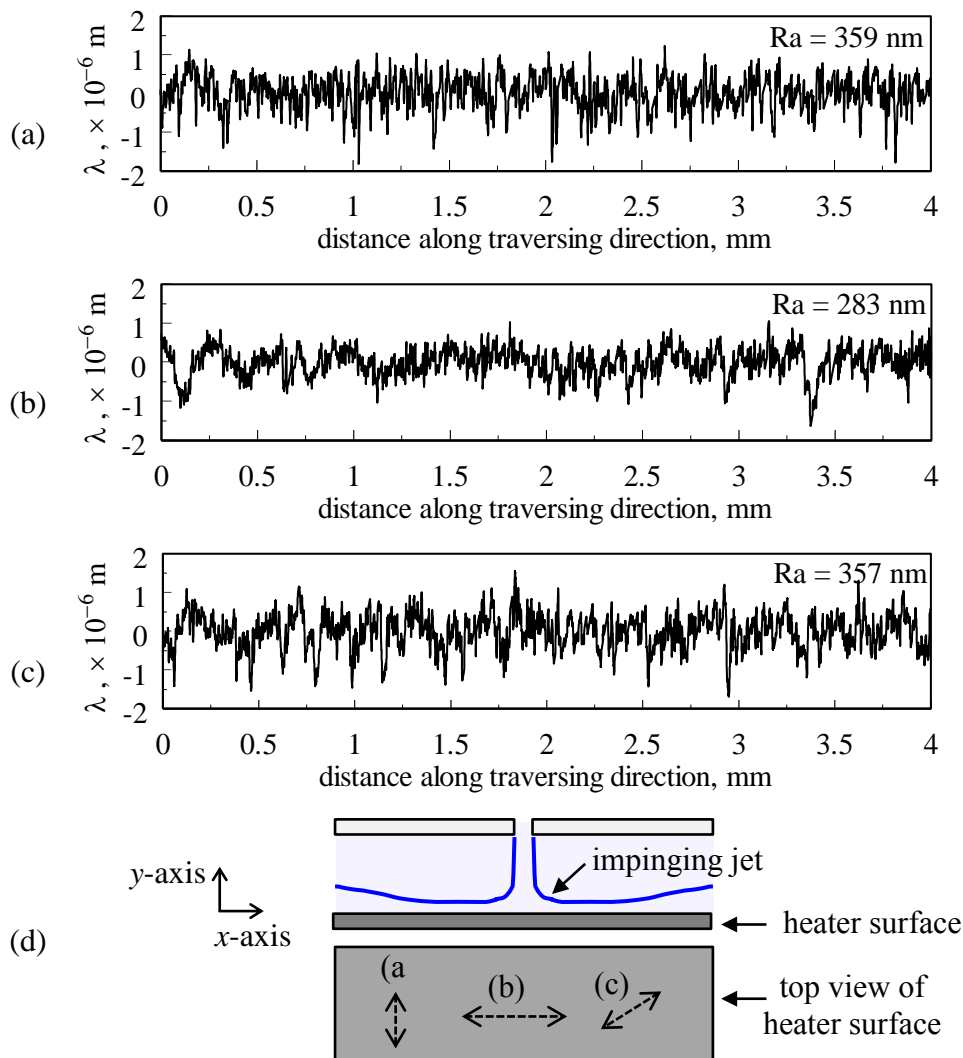 2
1
0
-1
-2
λ , × 10⁻⁶ m
Ra = 359 nm
(a)
0 0.5 1 1.5 2 2.5 3 3.5 4
distance along traversing direction, mm
2
1
0
-1
-2
λ , × 10⁻⁶ m
Ra = 283 nm
(b)
0 0.5 1 1.5 2 2.5 3 3.5 4
distance along traversing direction, mm
2
1
0
-1
-2
λ , × 10⁻⁶ m
Ra = 357 nm
(c)
0 0.5 1 1.5 2 2.5 3 3.5 4
distance along traversing direction, mm
impinging jet
y-axis
x-axis
heater surface
(d)
(a
(b)
(c)
top view of
heater surface